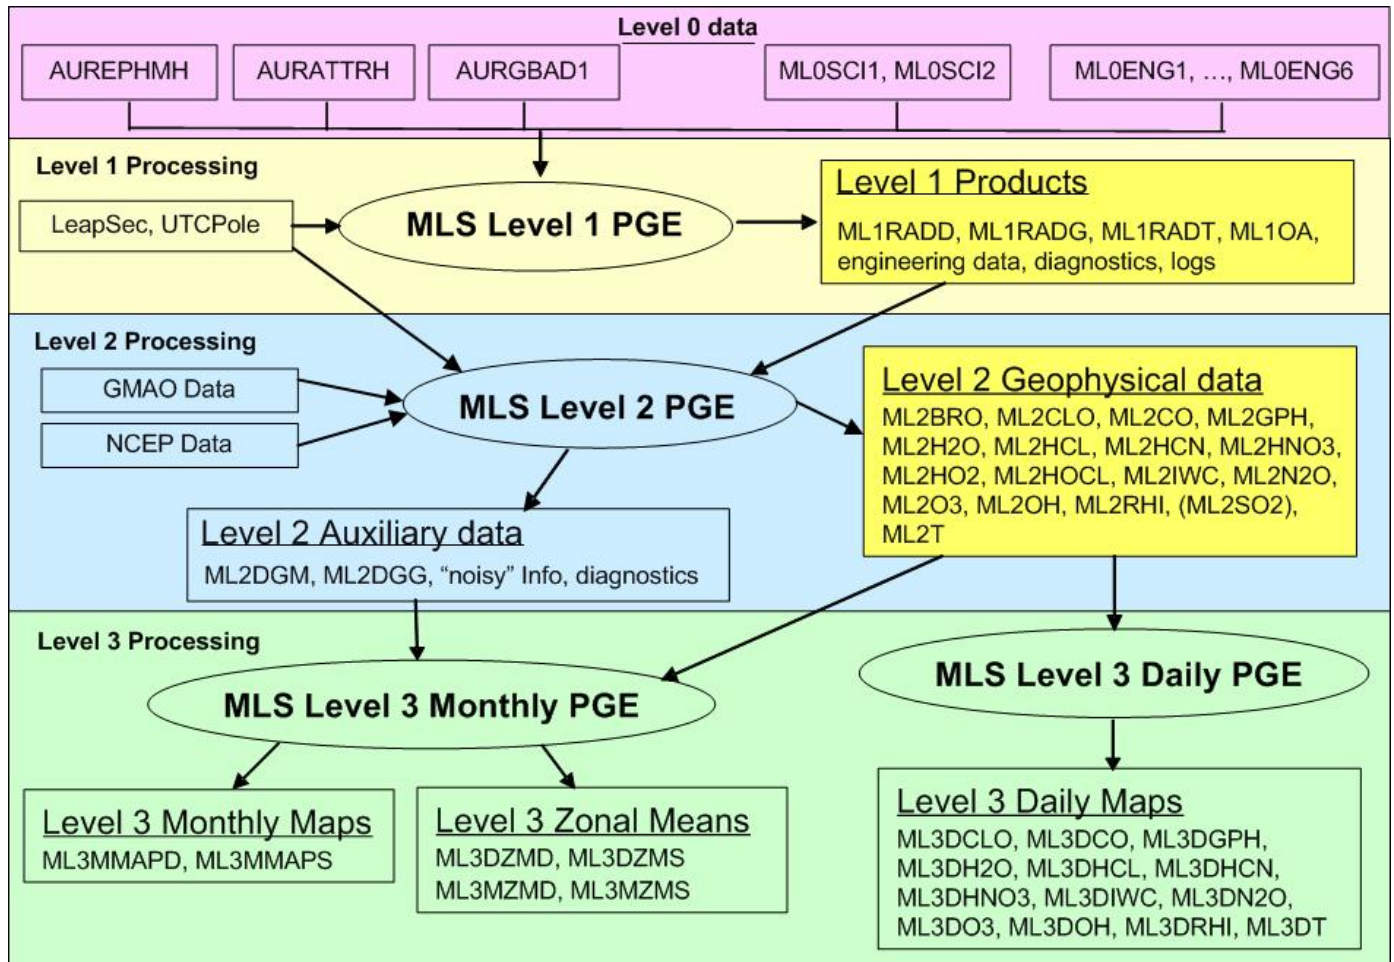 Level 0 data
AUREPHMH
AURATTRH
AURGBAD1
ML0SCI1, ML0SCI2
ML0ENG1, ..., ML0ENG6
Level 1 Processing
LeapSec, UTCPole
MLS Level 1 PGE
Level 1 Products
ML1RADD, ML1RADG, ML1RADT, ML1OA,
engineering data, diagnostics, logs
Level 2 Processing
GMAO Data
NCEP Data
MLS Level 2 PGE
Level 2 Geophysical data
ML2BRO, ML2CLO, ML2CO, ML2GPH,
ML2H2O, ML2HCL, ML2HCN, ML2HNO3,
ML2HO2, ML2HOCL, ML2IWC, ML2N2O,
ML2O3, ML2OH, ML2RHI, (ML2SO2),
ML2T
Level 2 Auxiliary data
ML2DGM, ML2DGG, “noisy” Info, diagnostics
Level 3 Processing
MLS Level 3 Monthly PGE
MLS Level 3 Daily PGE
Level 3 Monthly Maps
ML3MMAPD, ML3MMAPS
Level 3 Zonal Means
ML3DZMD, ML3DZMS
ML3MZMD, ML3MZMS
Level 3 Daily Maps
ML3DCLO, ML3DCO, ML3DGPH,
ML3DH2O, ML3DHCL, ML3DHCN,
ML3DHNO3, ML3DIWC, ML3DN2O,
ML3DO3, ML3DOH, ML3DRHI, ML3DT